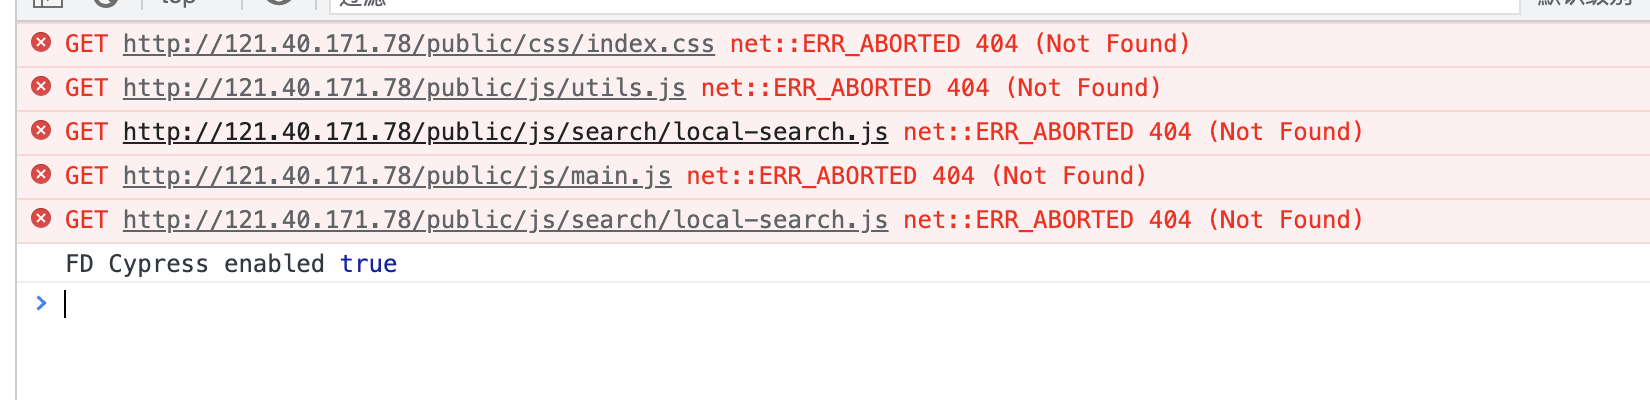 top 过滤 默认级别
GET http://121.40.171.78/public/css/index.css net::ERR_ABORTED 404 (Not Found)
GET http://121.40.171.78/public/js/utils.js net::ERR_ABORTED 404 (Not Found)
GET http://121.40.171.78/public/js/search/local-search.js net::ERR_ABORTED 404 (Not Found)
GET http://121.40.171.78/public/js/main.js net::ERR_ABORTED 404 (Not Found)
GET http://121.40.171.78/public/js/search/local-search.js net::ERR_ABORTED 404 (Not Found)
FD Cypress enabled true
>